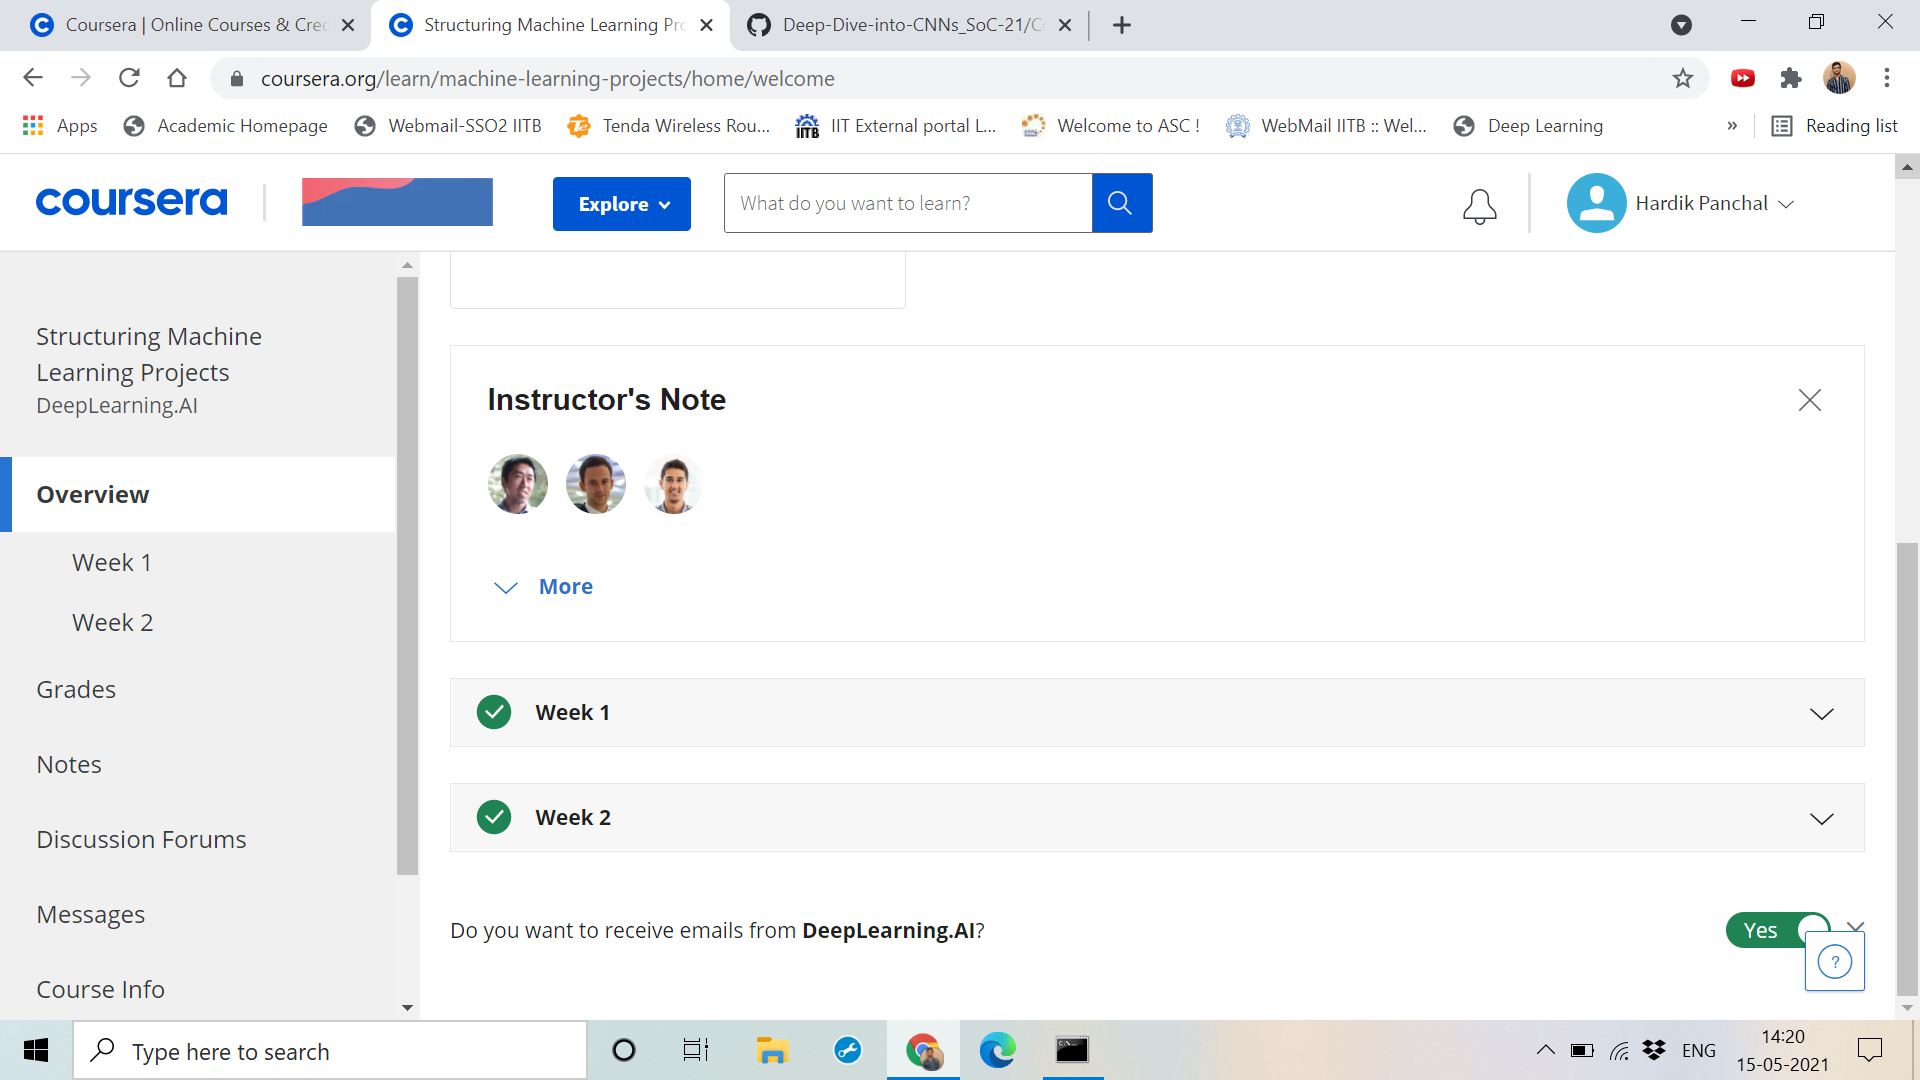 Coursera | Online Courses & Cred
Structuring Machine Learning Pro
Deep-Dive-into-CNNs_SoC-21/Co
coursera.org/learn/machine-learning-projects/home/welcome
Apps
Academic Homepage
Webmail-SSO2 IITB
Tenda Wireless Rou...
IIT External portal L...
Welcome to ASC !
WebMail IITB :: Wel...
Deep Learning
»
Reading list
coursera
Explore
What do you want to learn?
Hardik Panchal
Structuring Machine
Learning Projects
DeepLearning.AI
Overview
Week 1
Week 2
Grades
Notes
Discussion Forums
Messages
Course Info
Instructor's Note
More
Week 1
Week 2
Do you want to receive emails from DeepLearning.AI?
Yes
?
Type here to search
ENG
14:20
15-05-2021